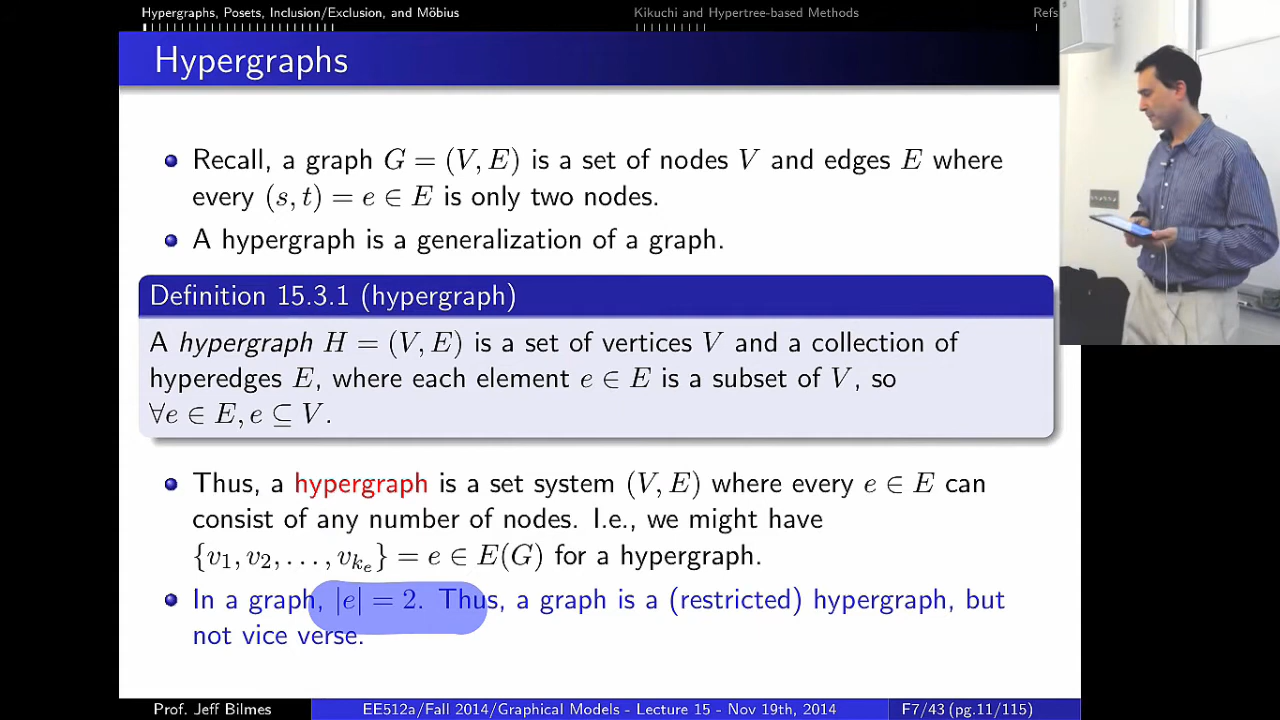 Hypergraphs, Posets, Inclusion/Exclusion, and Möbius
Kikuchi and Hypertree-based Methods
Refs
Hypergraphs
Recall, a graph G = (V, E) is a set of nodes V and edges E where
every (s, t) = e ∈ E is only two nodes.
A hypergraph is a generalization of a graph.
Definition 15.3.1 (hypergraph)
A hypergraph H = (V, E) is a set of vertices V and a collection of
hyperedges E, where each element e ∈ E is a subset of V, so
∀e ∈ E, e ⊆ V.
Thus, a hypergraph is a set system (V, E) where every e ∈ E can
consist of any number of nodes. I.e., we might have
{v₁, v₂, . . . , vₖₑ} = e ∈ E(G) for a hypergraph.
In a graph, |e| = 2. Thus, a graph is a (restricted) hypergraph, but
not vice verse.
Prof. Jeff Bilmes
EE512a/Fall 2014/Graphical Models - Lecture 15 - Nov 19th, 2014
F7/43 (pg.11/115)